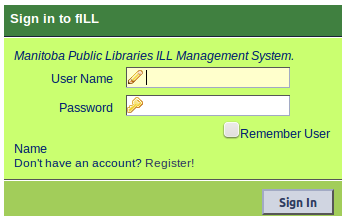 Sign in to fILL
Manitoba Public Libraries ILL Management System.
User Name
Password
Remember User
Name
Don't have an account? Register!
Sign In